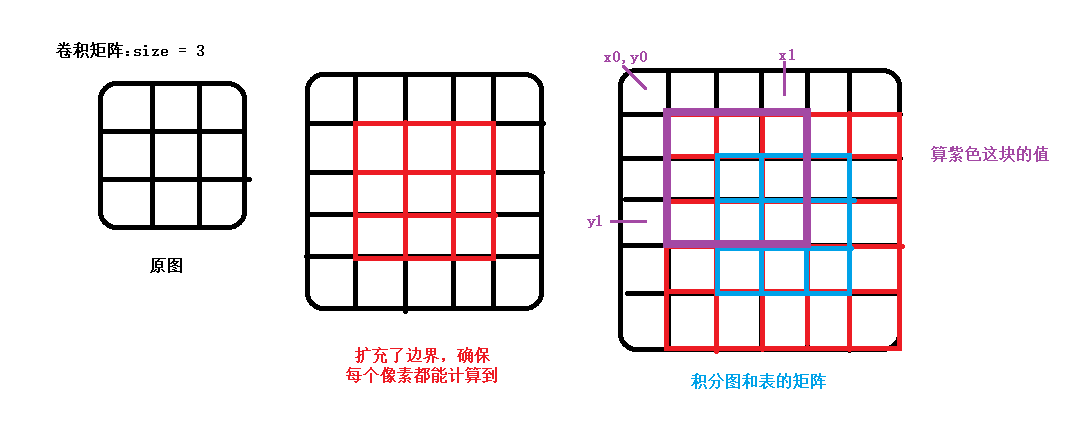 卷积矩阵:size = 3
原图
扩充了边界，确保
每个像素都能计算到
x0,y0
x1
y1
算紫色这块的值
积分图和表的矩阵